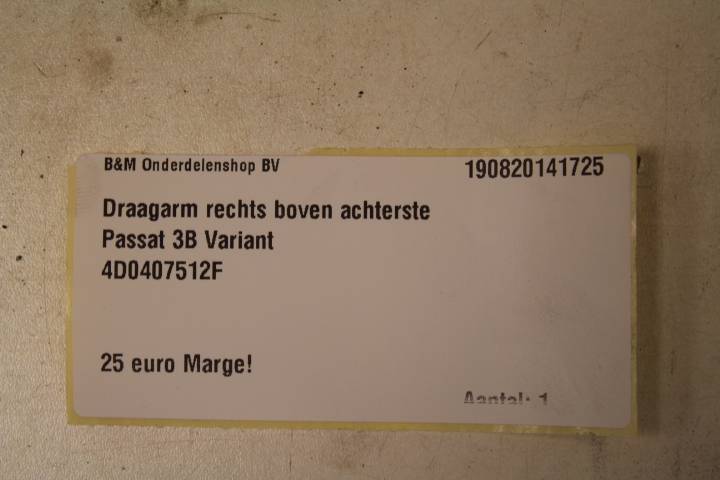 B&M Onderdelenshop BV 190820141725
Draagarm rechts boven achterste
Passat 3B Variant
4D0407512F
25 euro Marge!
Aantal: 1